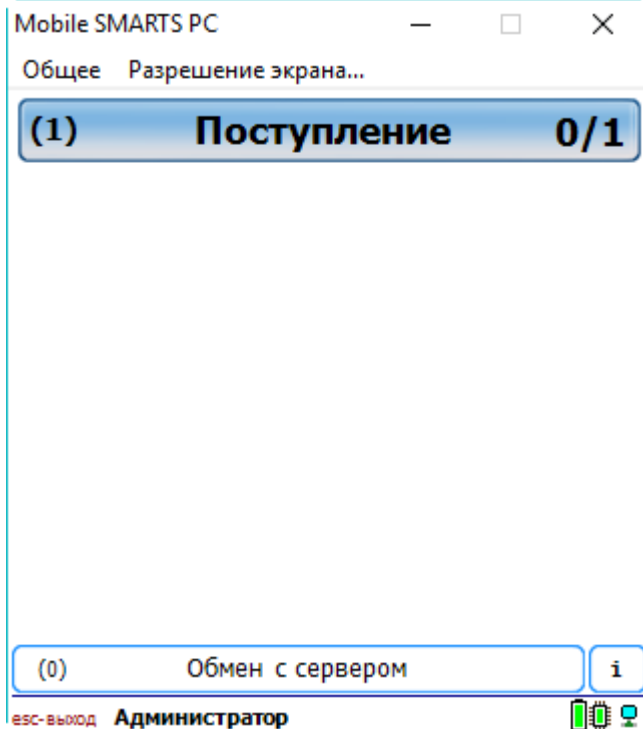 Mobile SMARTS PC
Общее Разрешение экрана...
(1) Поступление 0/1
(0) Обмен с сервером i
esc-выход Администратор